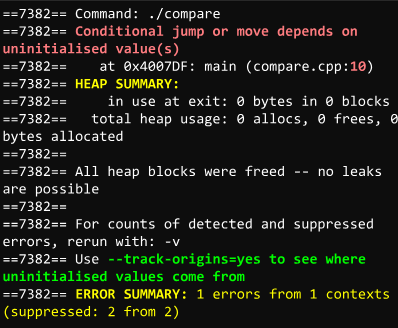 ==7382== Command: ./compare
==7382== Conditional jump or move depends on
uninitialised value(s)
==7382==    at 0x4007DF: main (compare.cpp:10)
==7382== HEAP SUMMARY:
==7382==     in use at exit: 0 bytes in 0 blocks
==7382==   total heap usage: 0 allocs, 0 frees, 0
bytes allocated
==7382==
==7382== All heap blocks were freed -- no leaks
are possible
==7382==
==7382== For counts of detected and suppressed
errors, rerun with: -v
==7382== Use --track-origins=yes to see where
uninitialised values come from
==7382== ERROR SUMMARY: 1 errors from 1 contexts
(suppressed: 2 from 2)